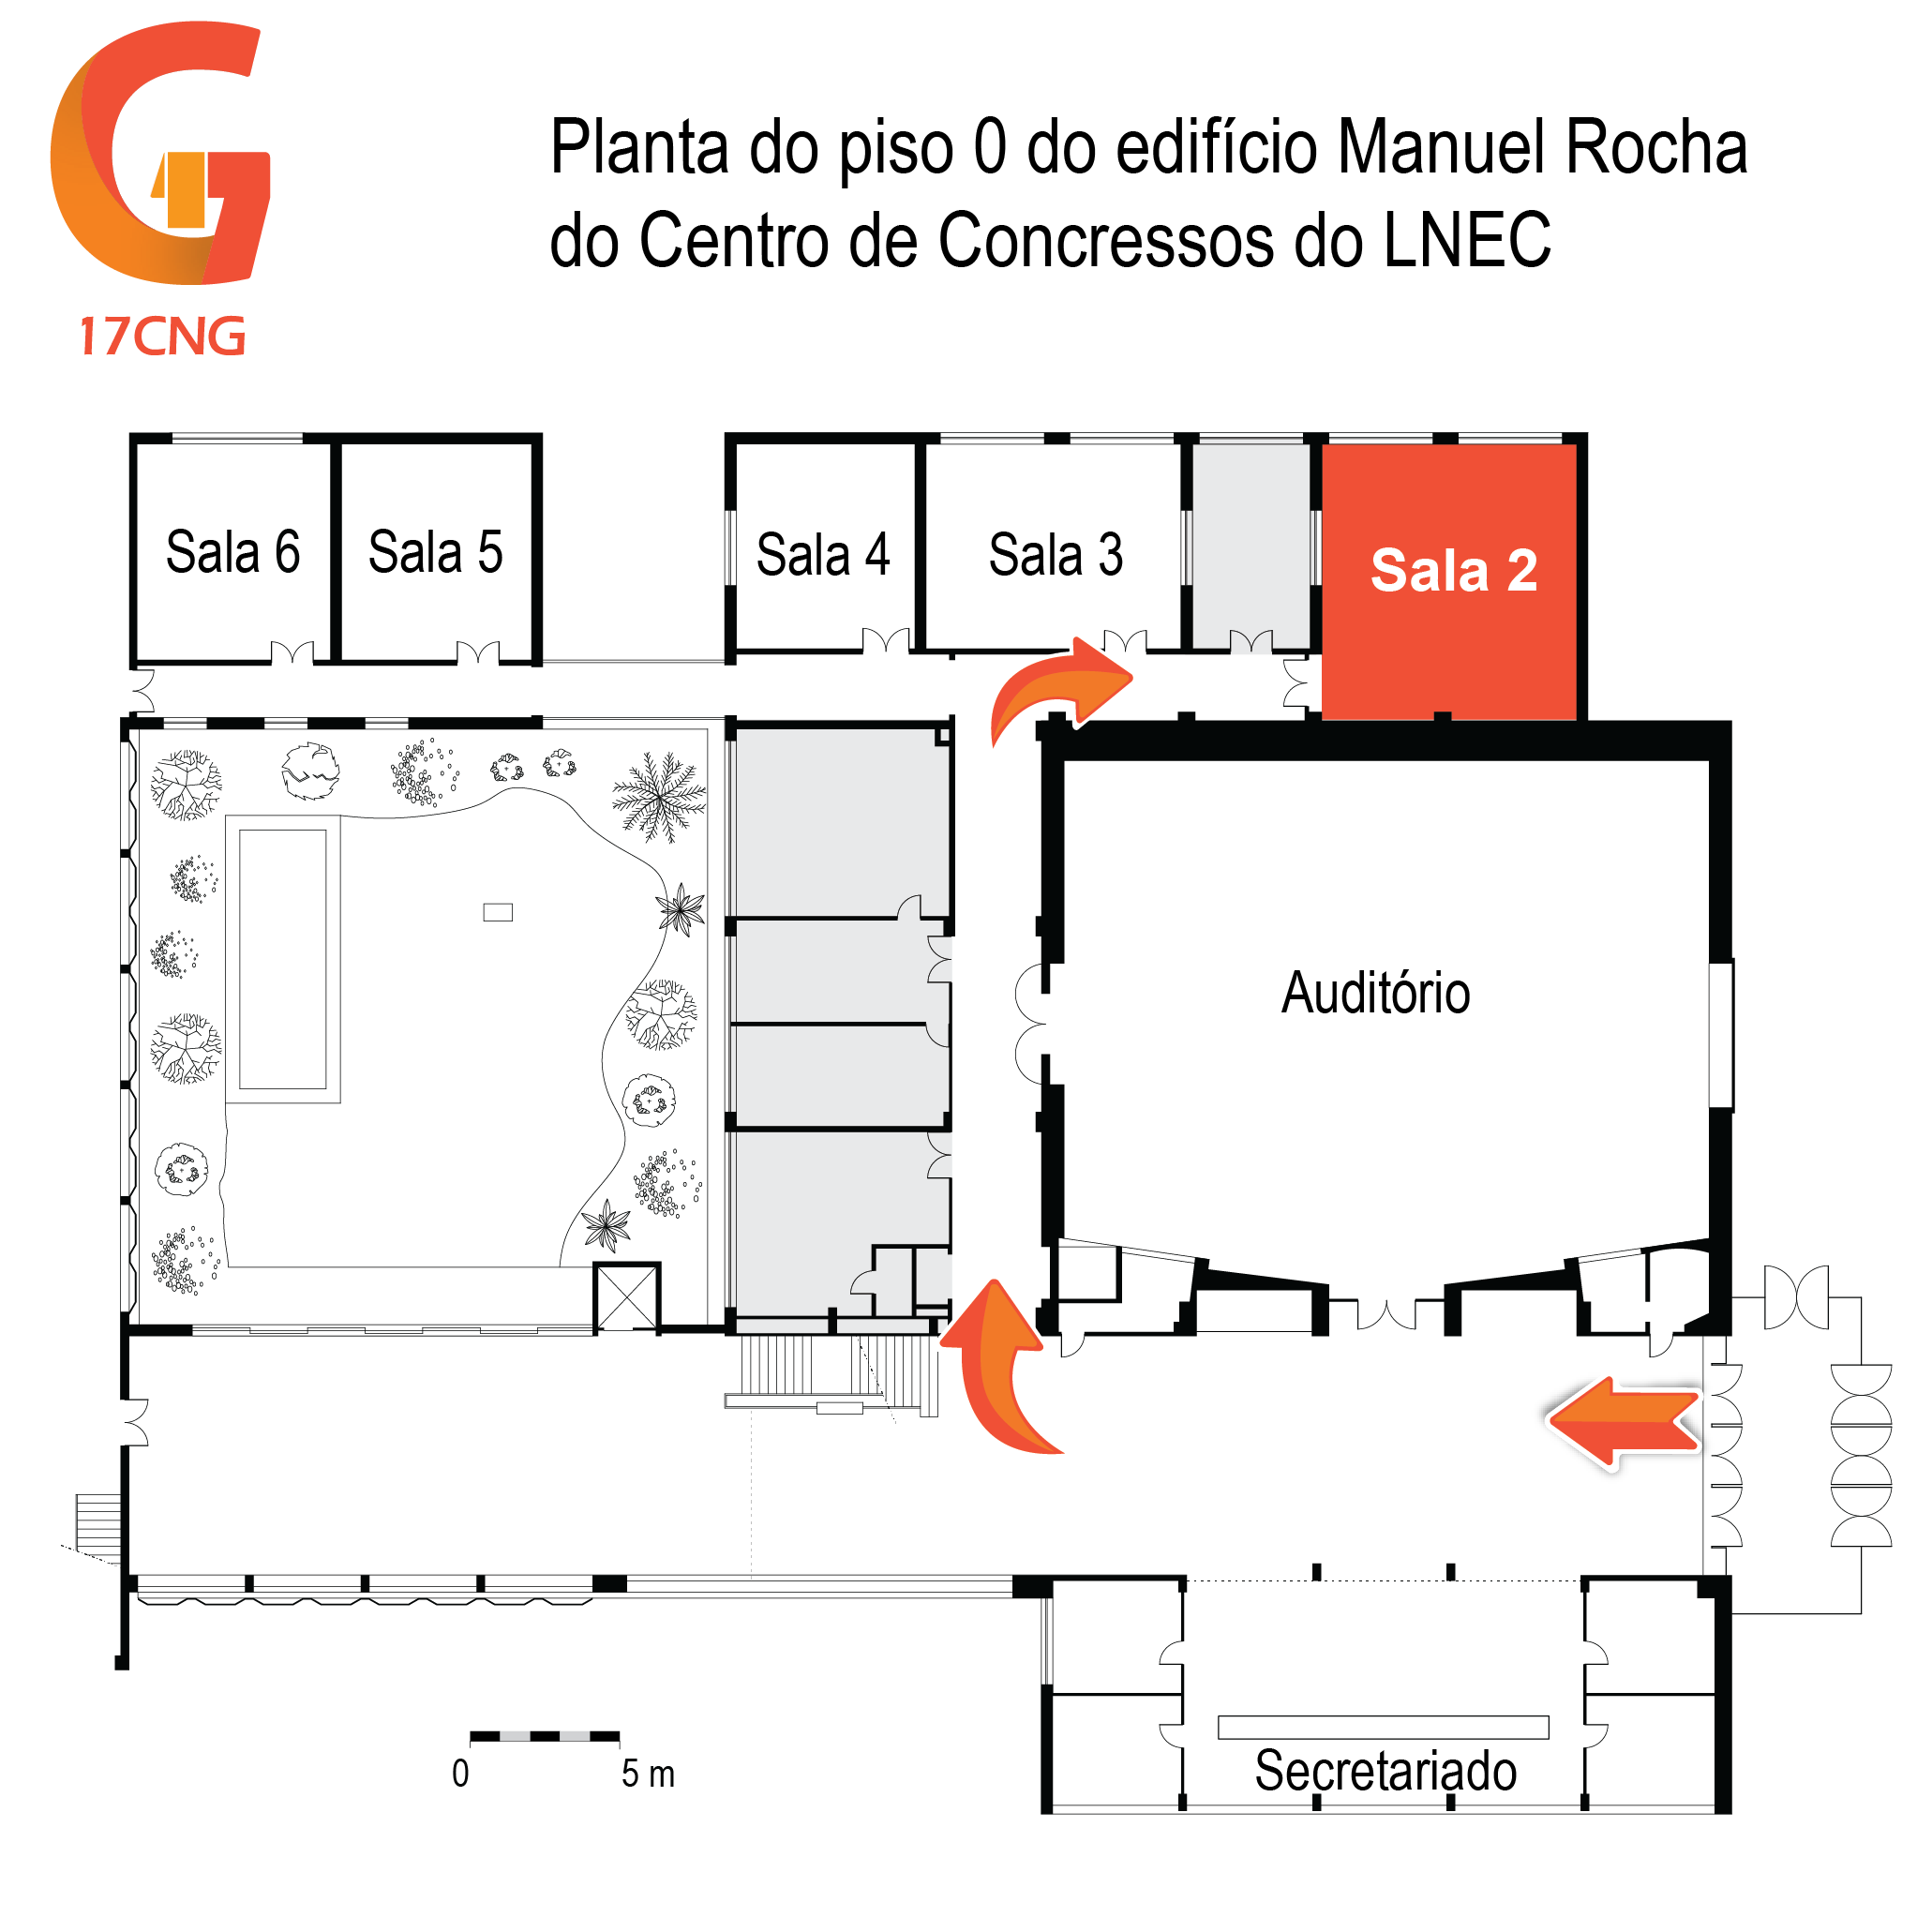 Planta do piso 0 do edifício Manuel Rocha
do Centro de Concressos do LNEC
17CNG
Sala 6
Sala 5
Sala 4
Sala 3
Sala 2
Auditório
Secretariado
0
5 m